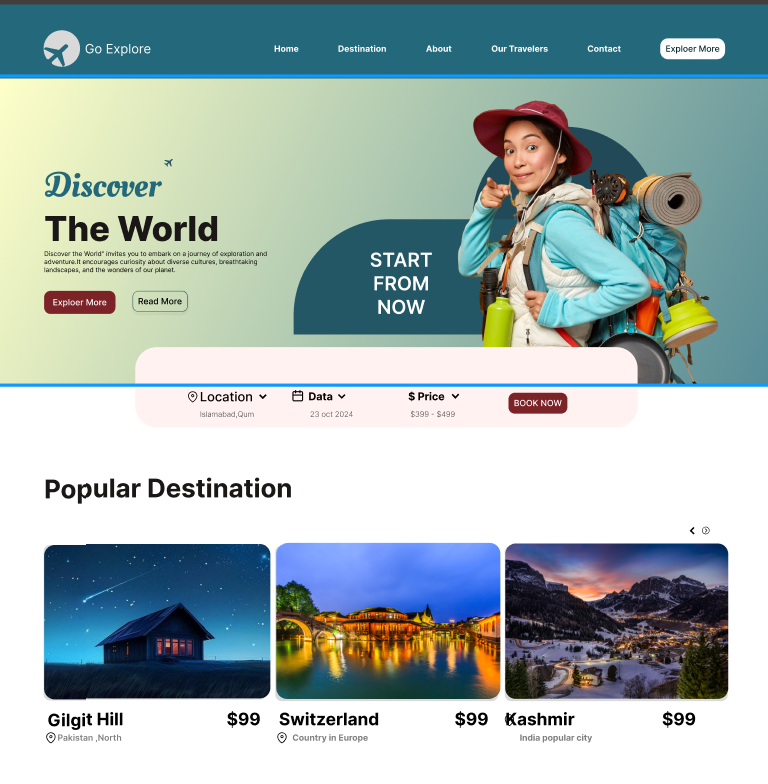 Go Explore
Home
Destination
About
Our Travelers
Contact
Exploer More
Discover
The World
Discover the World" invites you to embark on a journey of exploration and
adventure.It encourages curiosity about diverse cultures, breathtaking
landscapes, and the wonders of our planet.
Exploer More
Read More
START
FROM
NOW
Location
Data
$ Price
Islamabad,Qum
23 oct 2024
$399 - $499
BOOK NOW
Popular Destination
Gilgit Hill
$99
Pakistan ,North
Switzerland
$99
Country in Europe
Kashmir
$99
India popular city